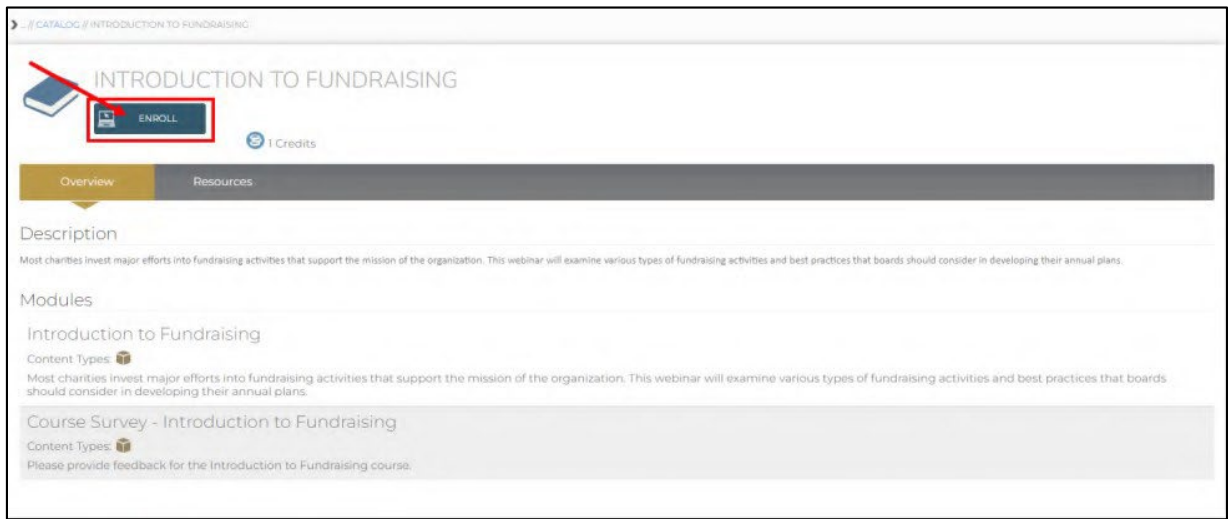 ... // CATALOG // INTRODUCTION TO FUNDRAISING
INTRODUCTION TO FUNDRAISING
ENROLL
1 Credits
Overview Resources
Description
Most charities invest major efforts into fundraising activities that support the mission of the organization. This webinar will examine various types of fundraising activities and best practices that boards should consider in developing their annual plans.
Modules
Introduction to Fundraising
Content Types:
Most charities invest major efforts into fundraising activities that support the mission of the organization. This webinar will examine various types of fundraising activities and best practices that boards
should consider in developing their annual plans.
Course Survey - Introduction to Fundraising
Content Types:
Please provide feedback for the Introduction to Fundraising course.